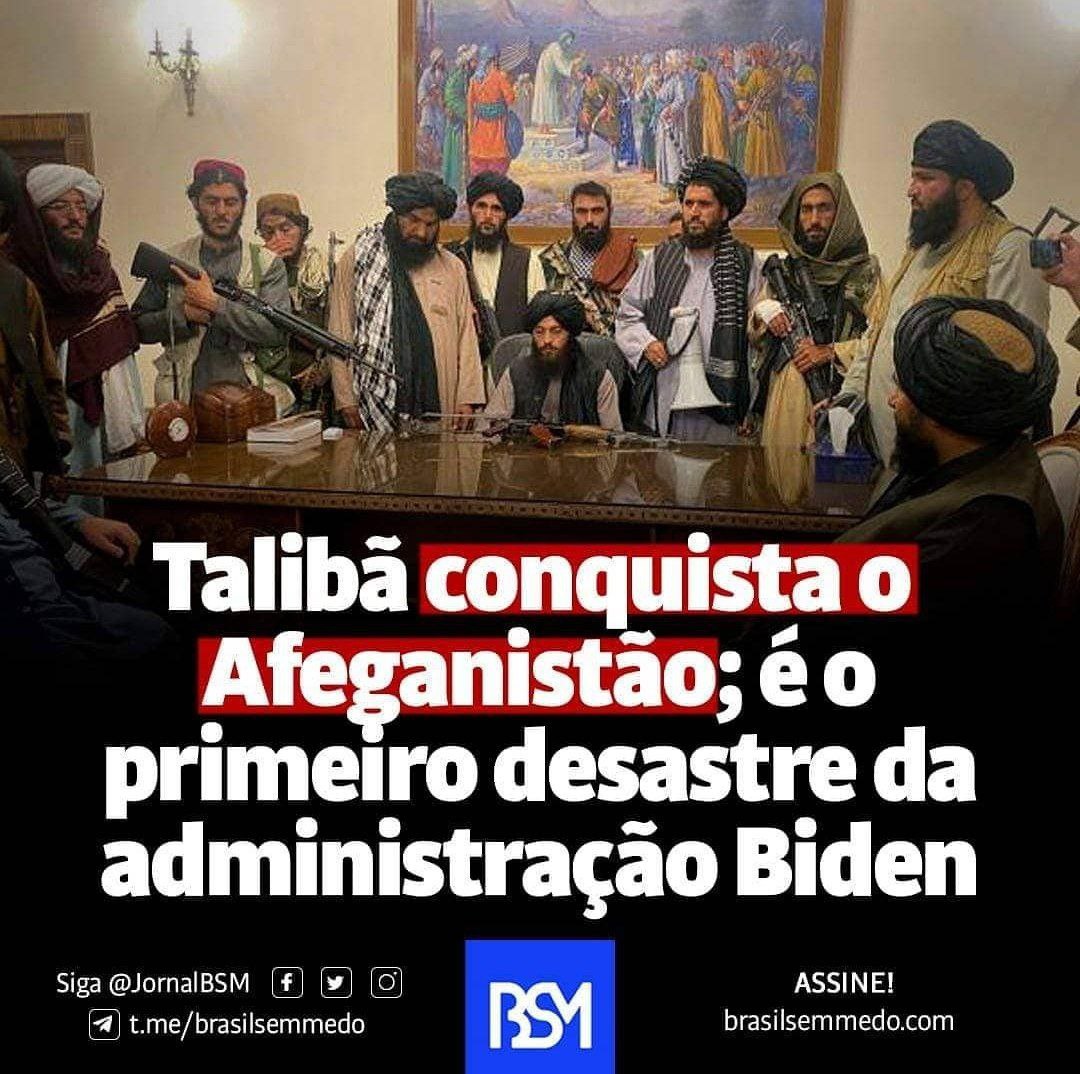 Talibã conquista o
Afeganistão; é o
primeiro desastre da
administração Biden
Siga @JornalBSM
t.me/brasilsemmedo
BSM
ASSINE!
brasilsemmedo.com